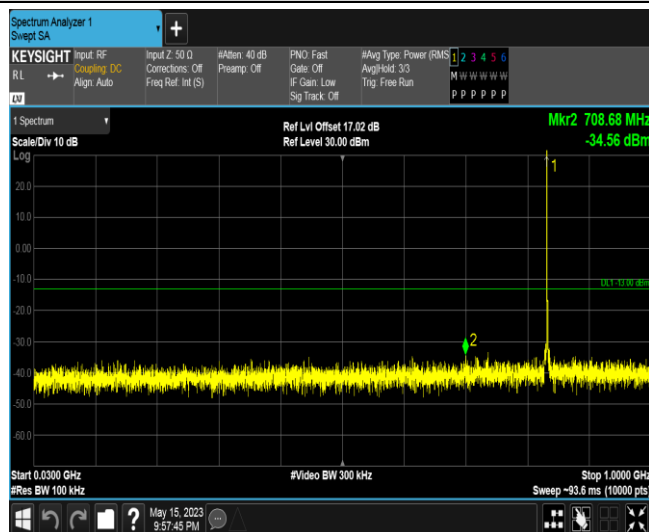 Spectrum Analyzer 1
Swept SA
KEYSIGHT
RL
LXI
Input: RF
Coupling: DC
Align: Auto
Input Z: 50 Ω
Corrections: Off
Freq Ref: Int (S)
#Atten: 40 dB
Preamp: Off
PNO: Fast
Gate: Off
IF Gain: Low
Sig Track: Off
#Avg Type: Power (RMS
Avg|Hold: 3/3
Trig: Free Run
1 2 3 4 5 6
M W W W W W
P P P P P P
1 Spectrum
Scale/Div 10 dB
Log
Ref Lvl Offset 17.02 dB
Ref Level 30.00 dBm
Mkr2 708.68 MHz
-34.56 dBm
1
20.0
10.0
0.00
-10.0
DL1 -13.00 dBm
-20.0
-30.0
2
-40.0
-50.0
-60.0
Start 0.0300 GHz
#Res BW 100 kHz
#Video BW 300 kHz
Stop 1.0000 GHz
Sweep ~93.6 ms (10000 pts)
?
May 15, 2023
9:57:45 PM